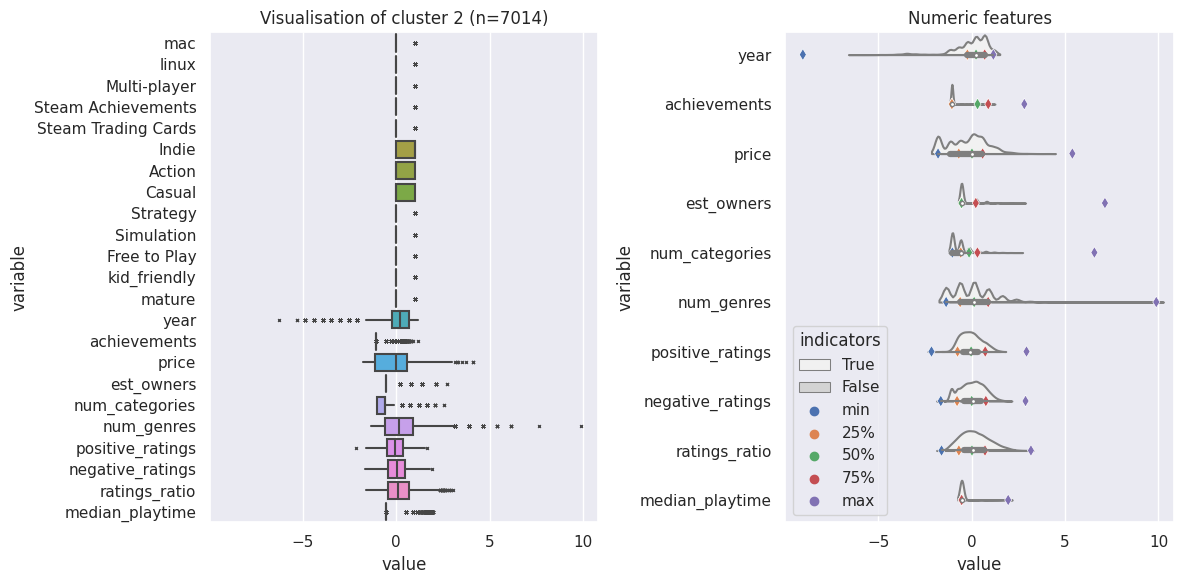 Visualisation of cluster 2 (n=7014)
variable
mac
linux
Multi-player
Steam Achievements
Steam Trading Cards
Indie
Action
Casual
Strategy
Simulation
Free to Play
kid_friendly
mature
year
achievements
price
est_owners
num_categories
num_genres
positive_ratings
negative_ratings
ratings_ratio
median_playtime
−5 0 5 10
value
Numeric features
variable
year
achievements
price
est_owners
num_categories
num_genres
positive_ratings
negative_ratings
ratings_ratio
median_playtime
indicators
True
False
min
25%
50%
75%
max
−5 0 5 10
value